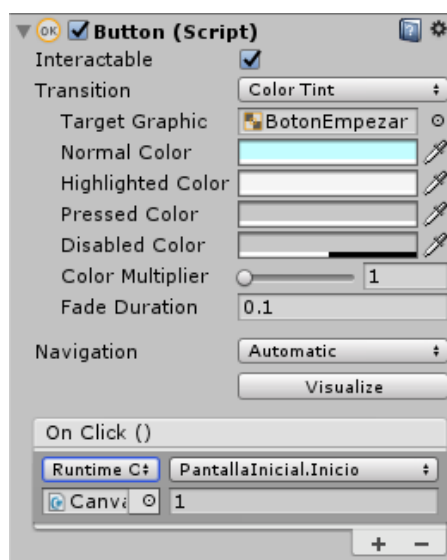 OK Button (Script)
Interactable
Transition Color Tint
Target Graphic BotonEmpezar
Normal Color
Highlighted Color
Pressed Color
Disabled Color
Color Multiplier 1
Fade Duration 0.1
Navigation Automatic
Visualize
On Click ()
Runtime C PantallaInicial.Inicio
Canva 1